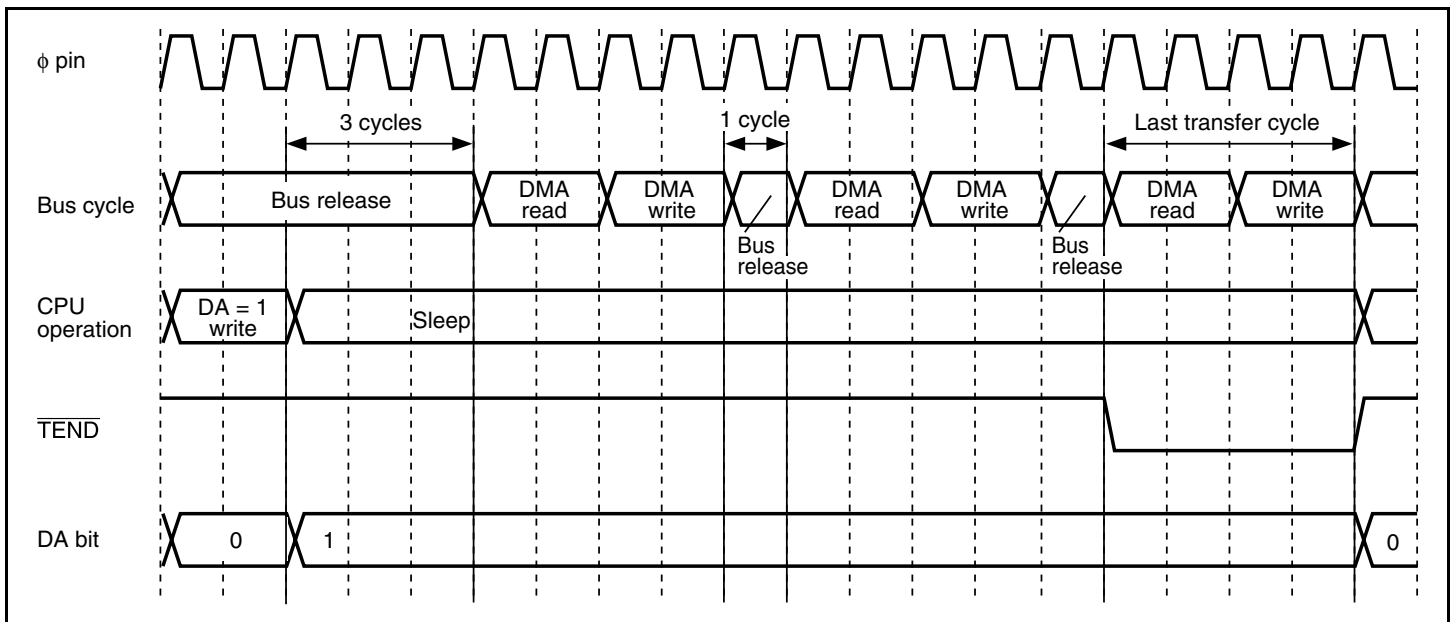 φ pin
3 cycles
1 cycle
Last transfer cycle
Bus cycle
Bus release
DMA read
DMA write
Bus release
DMA read
DMA write
Bus release
DMA read
DMA write
CPU operation
DA = 1 write
Sleep
TEND
DA bit
0
1
0